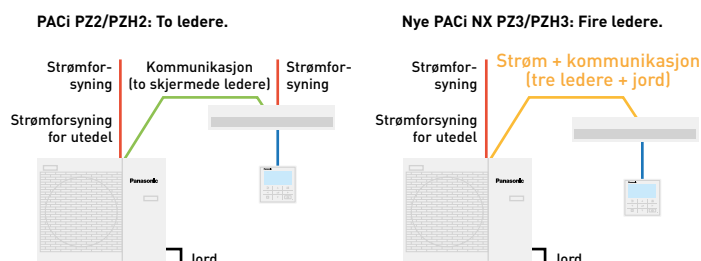 PACi PZ2/PZH2: To ledere.
Strømfor-
syning
Kommunikasjon
(to skjermede ledere)
Strømfor-
syning
Strømforsyning
for utedel
Panasonic
Jord
Nye PACi NX PZ3/PZH3: Fire ledere.
Strømfor-
syning
Strøm + kommunikasjon
(tre ledere + jord)
Strømforsyning
for utedel
Panasonic
Jord